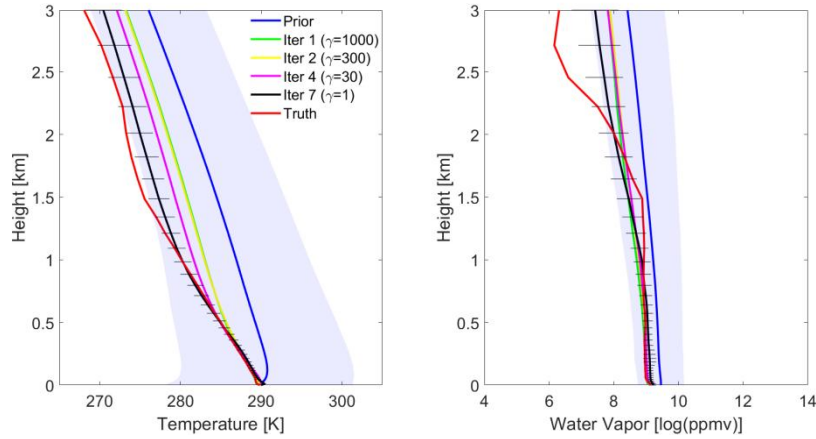 3
2.5
2
1.5
1
0.5
0
Height [km]
270
280
290
300
Temperature [K]
Prior
Iter 1 (γ=1000)
Iter 2 (γ=300)
Iter 4 (γ=30)
Iter 7 (γ=1)
Truth
3
2.5
2
1.5
1
0.5
0
Height [km]
4
6
8
10
12
14
Water Vapor [log(ppmv)]